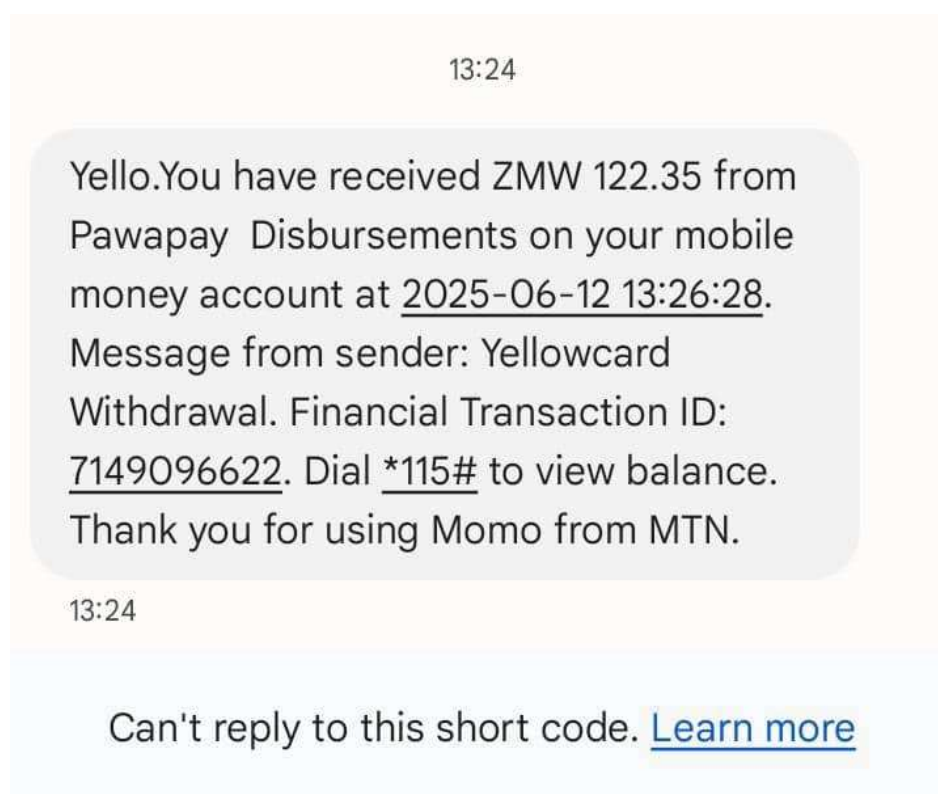 13:24
Yello.You have received ZMW 122.35 from
Pawapay  Disbursements on your mobile
money account at 2025-06-12 13:26:28.
Message from sender: Yellowcard
Withdrawal. Financial Transaction ID:
7149096622. Dial *115# to view balance.
Thank you for using Momo from MTN.
13:24
Can't reply to this short code. Learn more